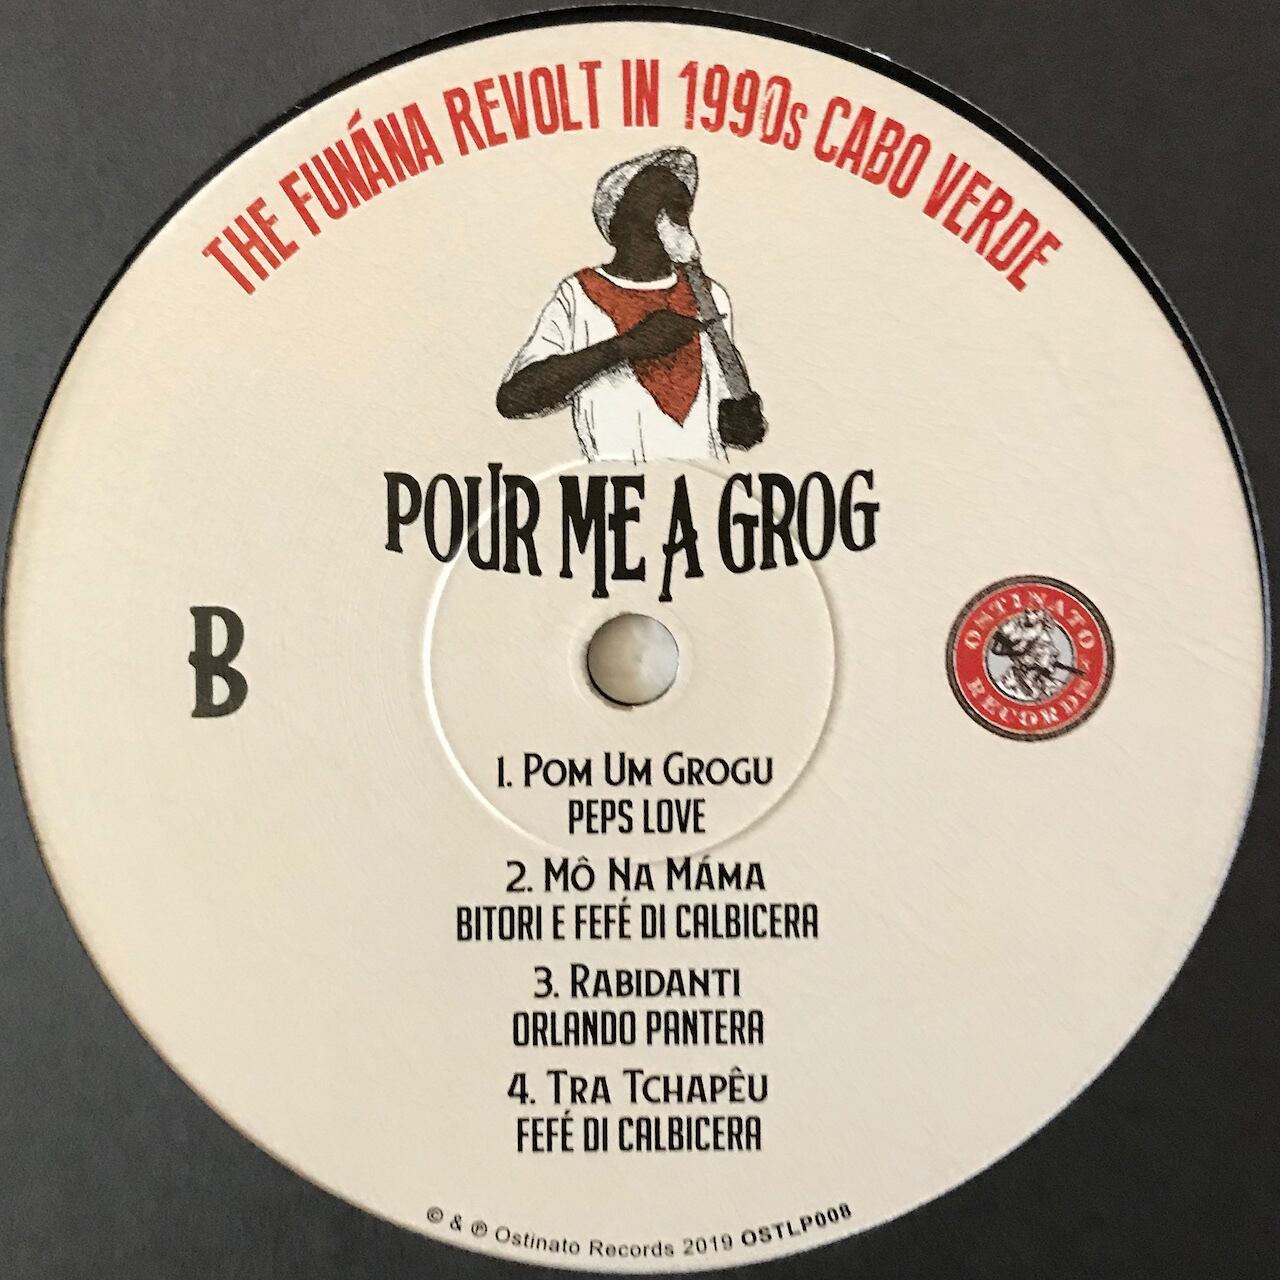 THE FUNÁNA REVOLT IN 1990s CABO VERDE
POUR ME A GROG
B
OSTINATO
RECORDS
1. POM UM GROGU
PEPS LOVE
2. MÔ NA MÁMA
BITORI E FEFÉ DI CALBICERA
3. RABIDANTI
ORLANDO PANTERA
4. TRA TCHAPÊU
FEFÉ DI CALBICERA
© & ℗ Ostinato Records 2019 OSTLP008